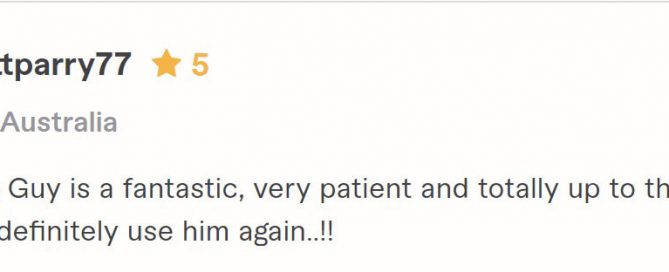 tparry77 5
Australia
Guy is a fantastic, very patient and totally up to th
definitely use him again..!!